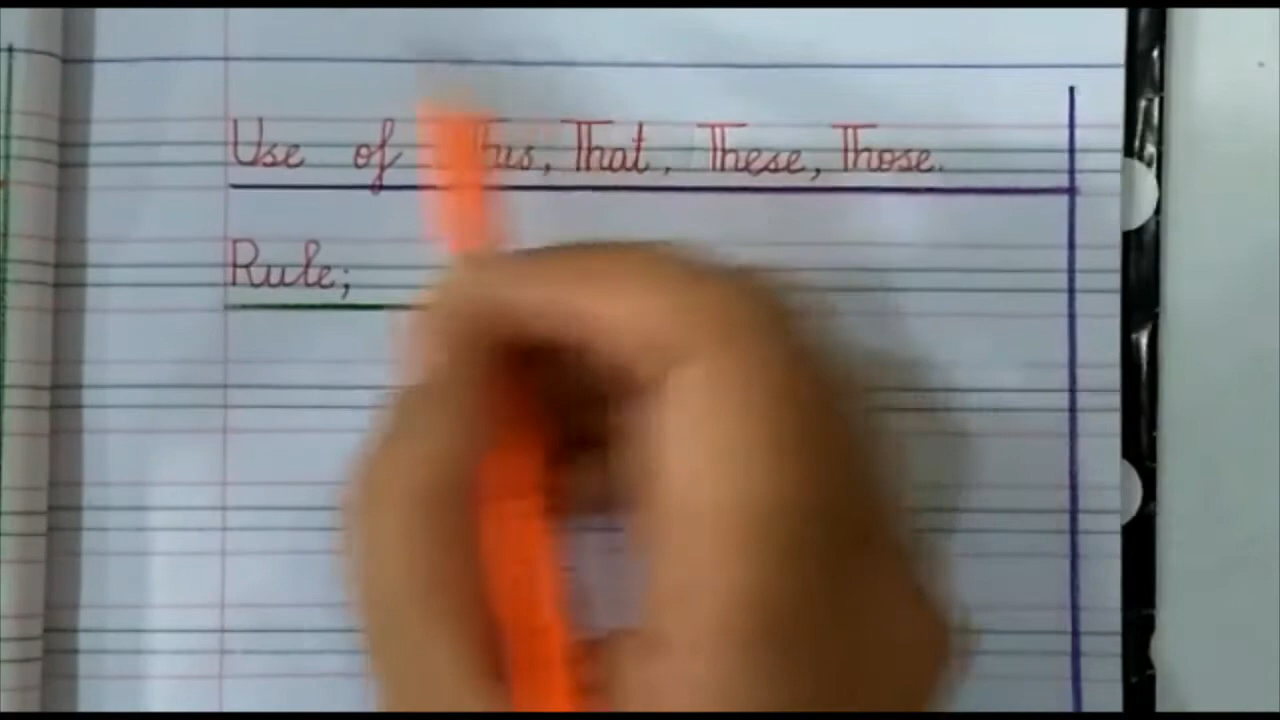 Use of This, That, These, Those.
Rule;